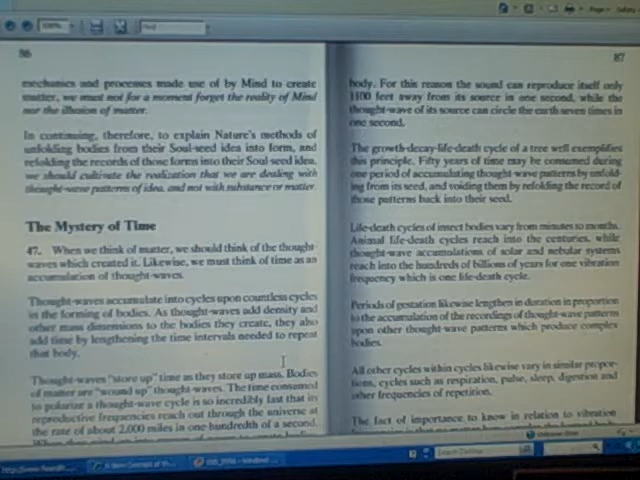 86
mechanics and processes made use of by Mind to create
matter, we must not for a moment forget the reality of Mind
nor the illusion of matter.
In continuing, therefore, to explain Nature's methods of
unfolding bodies from their Soul-seed idea into form, and
refolding the records of those forms into their Soul seed idea,
we should cultivate the realization that we are dealing with
thought-wave patterns of idea, and not with substance or matter.
The Mystery of Time
47. When we think of matter, we should think of the thought-
waves which created it. Likewise, we must think of time as an
accumulation of thought-waves.
Thought-waves accumulate into cycles upon countless cycles
in the forming of bodies. As thought-waves add density and
other mass dimensions to the bodies they create, they also
add time by lengthening the time intervals needed to repeat
that body.
Thought-waves "store up" time as they store up mass. Bodies
of matter are "wound up" thought-waves. The time consumed
to polarize a thought-wave cycle is so incredibly fast that its
reproductive frequencies reach out through the universe at
the rate of about 2,000 miles in one-hundredth of a second.
87
body. For this reason the sound can reproduce itself only
1100 feet away from its source in one second, while the
thought-wave of its source can circle the earth seven times in
one second.
The growth-decay-life-death cycle of a tree well exemplifies
this principle. Fifty years of time may be consumed during
one period of accumulating thought-wave patterns by unfold-
ing from its seed, and voiding them by refolding the record of
those patterns back into their seed.
Life-death cycles of insect bodies vary from minutes to months.
Animal life-death cycles reach into the centuries, while
thought-wave accumulations of solar and nebular systems
reach into the hundreds of billions of years for one vibration
frequency which is one life-death cycle.
Periods of gestation likewise lengthen in duration in proportion
to the accumulation of the recordings of thought-wave patterns
upon other thought-wave patterns which produce complex
bodies.
All other cycles within cycles likewise vary in similar propor-
tions, cycles such as respiration, pulse, sleep, digestion and
other frequencies of repetition.
The fact of importance to know in relation to vibration
Page
Safety
Find
Unknown Zone
A New Concept of th
Search Desktop